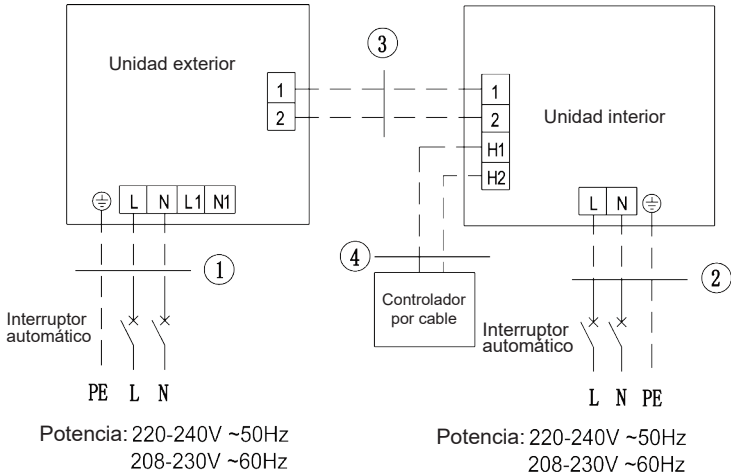 Unidad exterior
1
2
L N L1 N1
1
Interruptor
automático
PE L N
Potencia: 220-240V ~50Hz
208-230V ~60Hz
3
1
2
H1
H2
Unidad interior
L N
4
Controlador
por cable
2
Interruptor
automático
L N PE
Potencia: 220-240V ~50Hz
208-230V ~60Hz